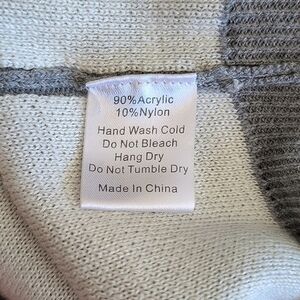 90%Acrylic
10%Nylon
Hand Wash Cold
Do Not Bleach
Hang Dry
Do Not Tumble Dry
Made In China